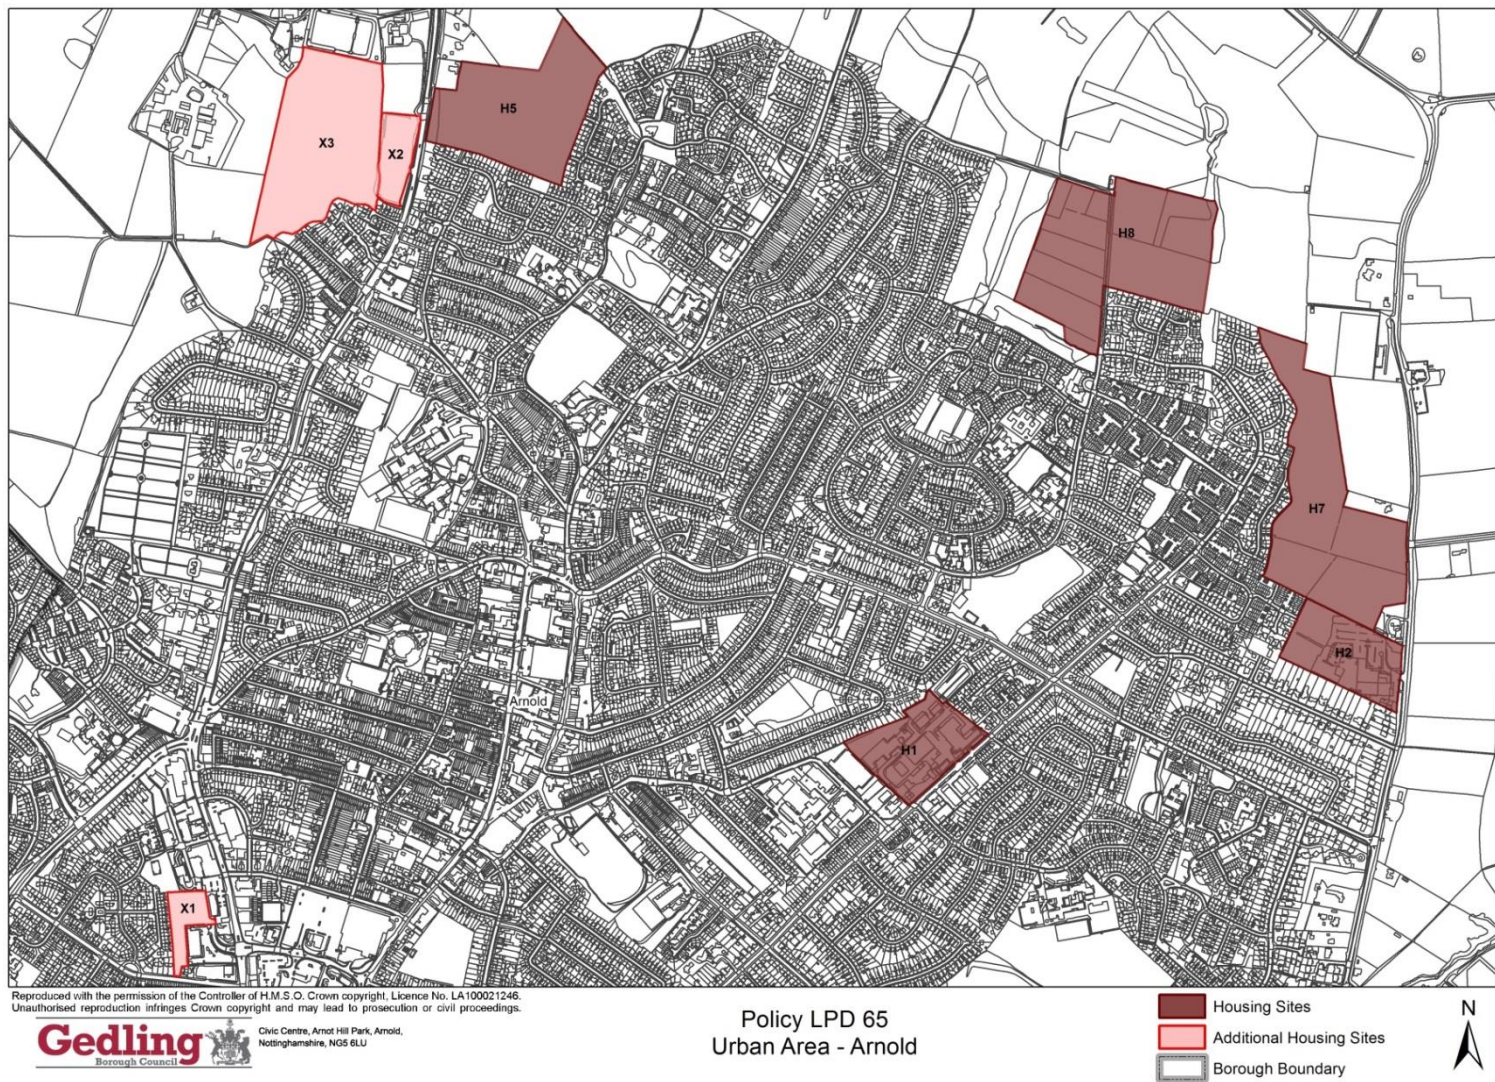 X3
X2
H5
H8
H7
H2
Arnold
H1
X1
Reproduced with the permission of the Controller of H.M.S.O. Crown copyright, Licence No. LA100021246.
Unauthorised reproduction infringes Crown copyright and may lead to prosecution or civil proceedings.
Gedling
Borough Council
Civic Centre, Arnot Hill Park, Arnold,
Nottinghamshire, NG5 6LU
Policy LPD 65
Urban Area - Arnold
Housing Sites
Additional Housing Sites
Borough Boundary
N